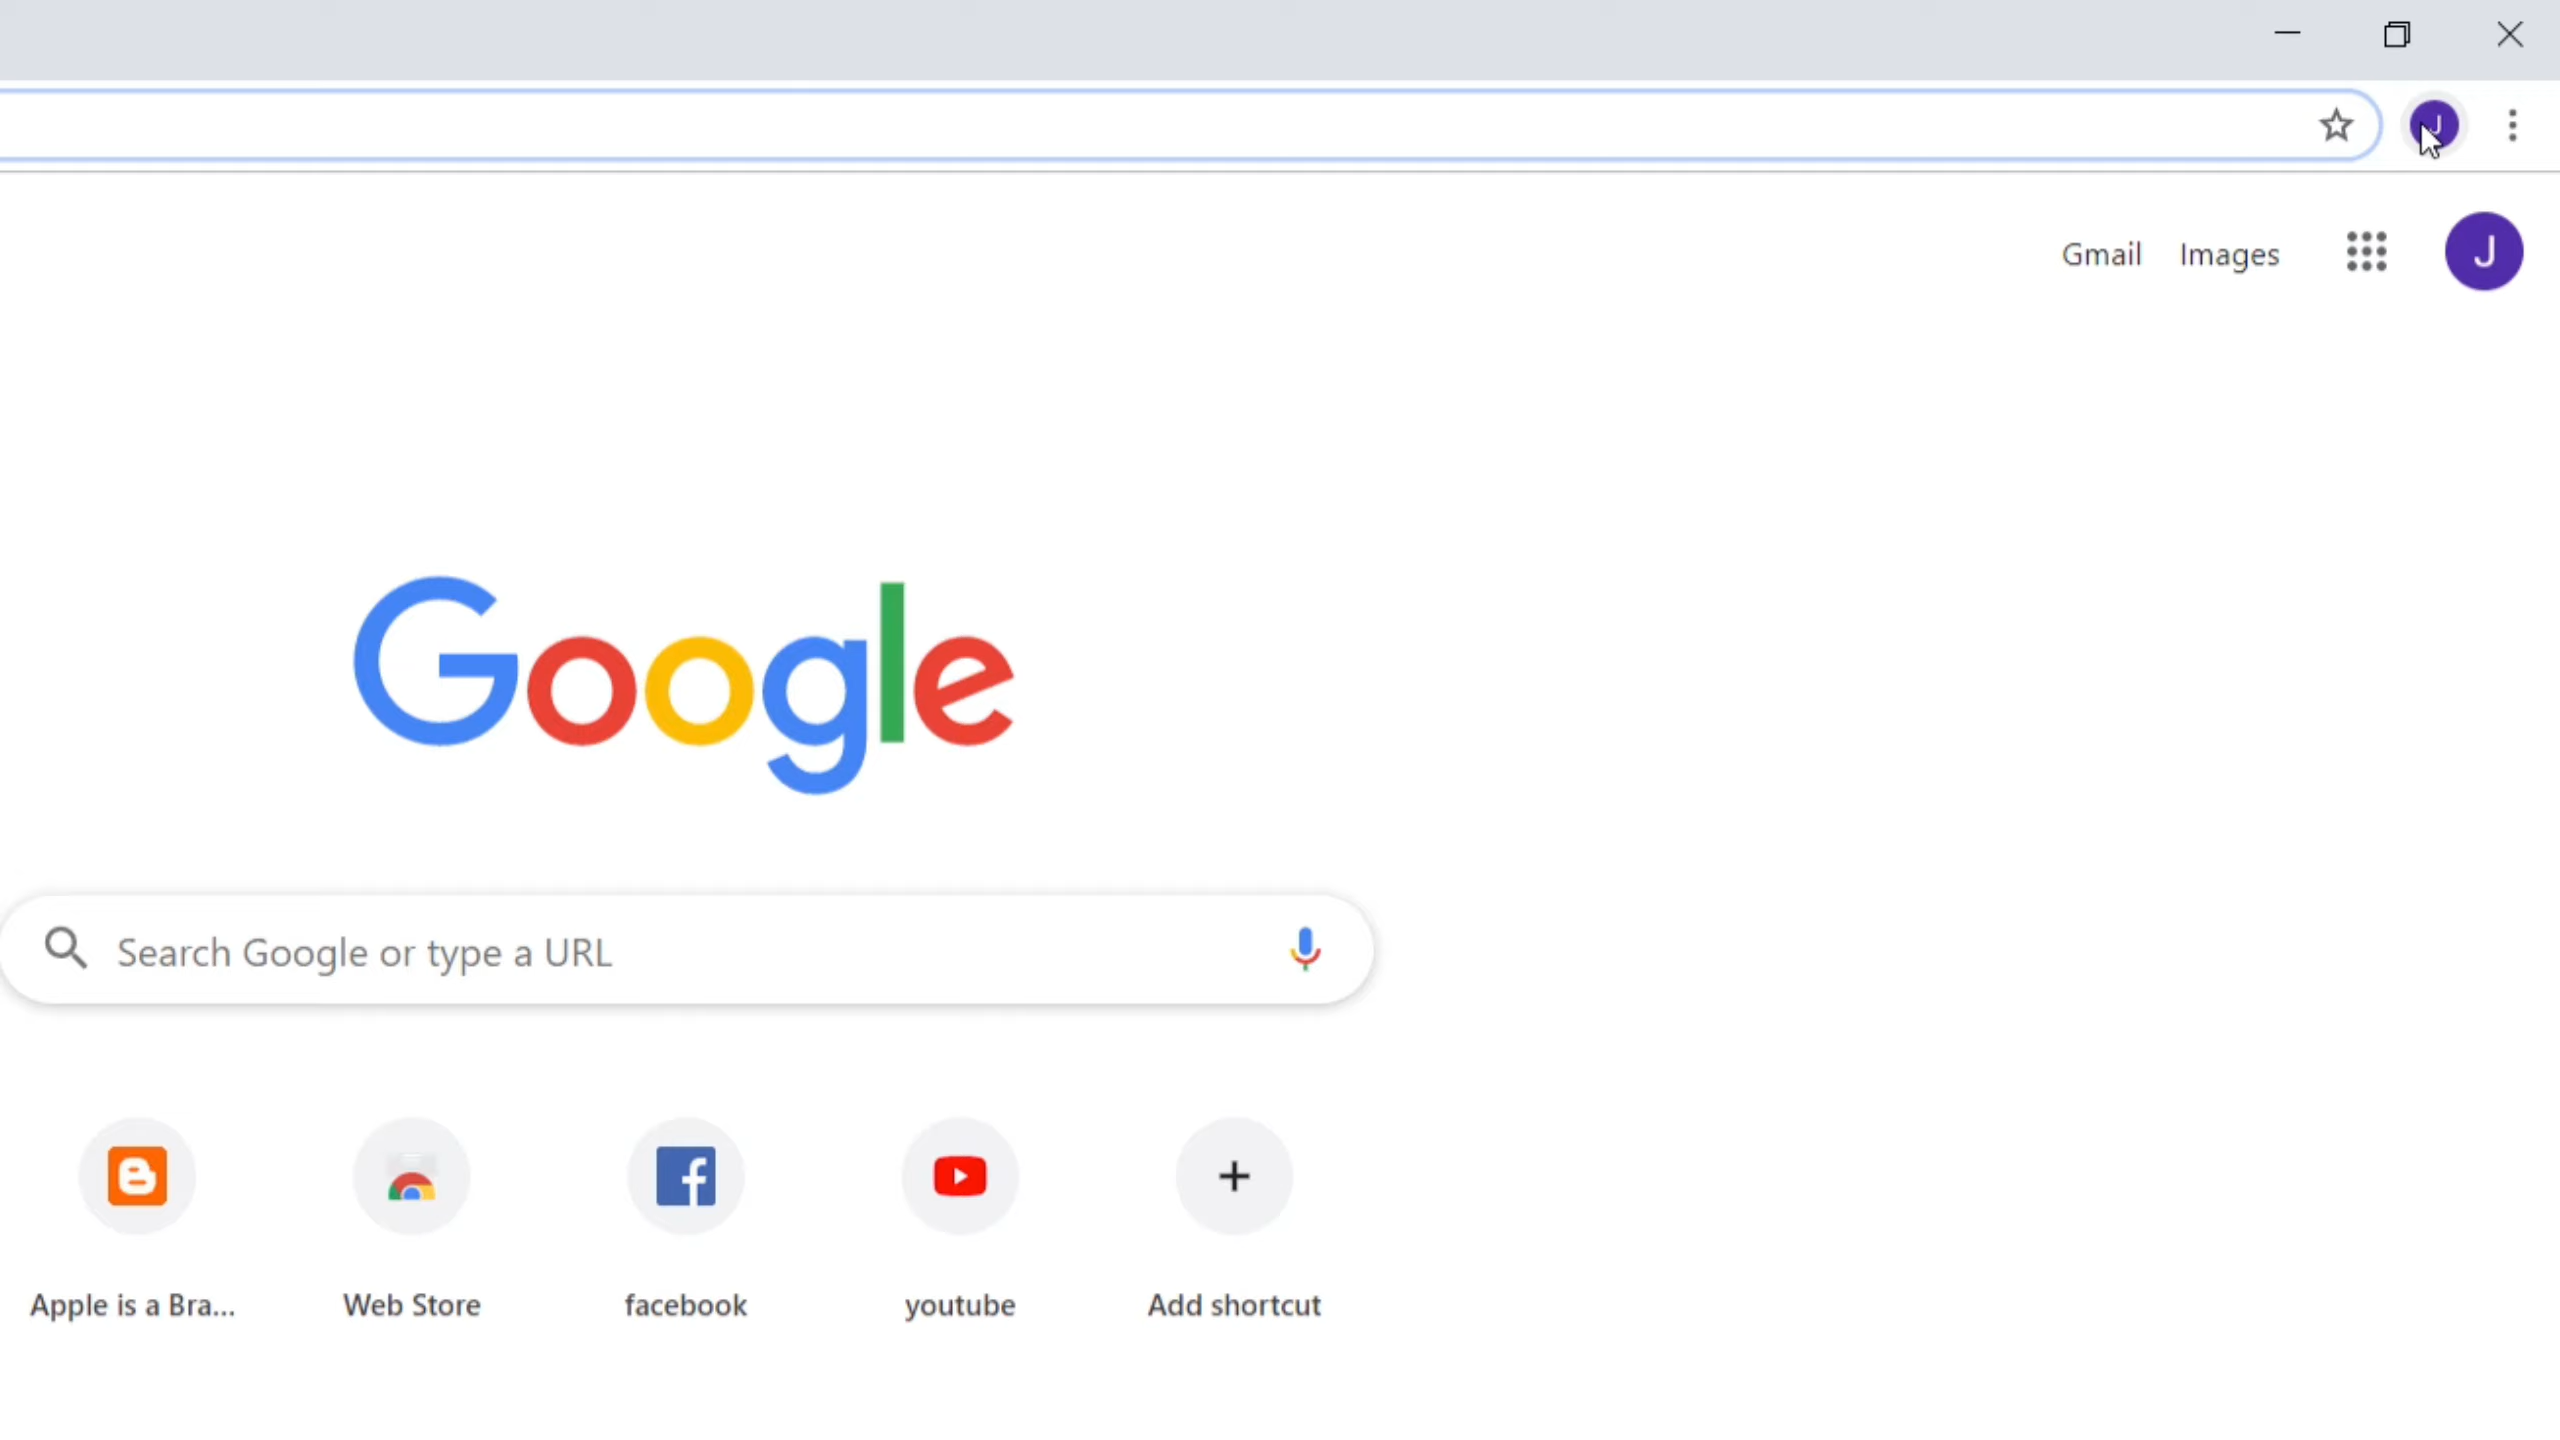 J
Gmail Images J
Google
Search Google or type a URL
Apple is a Bra... Web Store facebook youtube Add shortcut